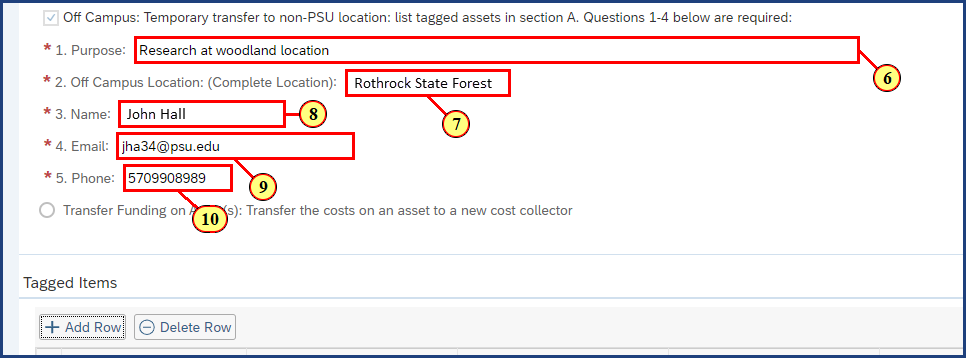 Off Campus: Temporary transfer to non-PSU location: list tagged assets in section A. Questions 1-4 below are required:
* 1. Purpose: Research at woodland location
6
* 2. Off Campus Location: (Complete Location): Rothrock State Forest
7
* 3. Name: John Hall 8
* 4. Email: jha34@psu.edu
9
* 5. Phone: 5709908989
10
Transfer Funding on (s): Transfer the costs on an asset to a new cost collector
Tagged Items
+ Add Row Delete Row